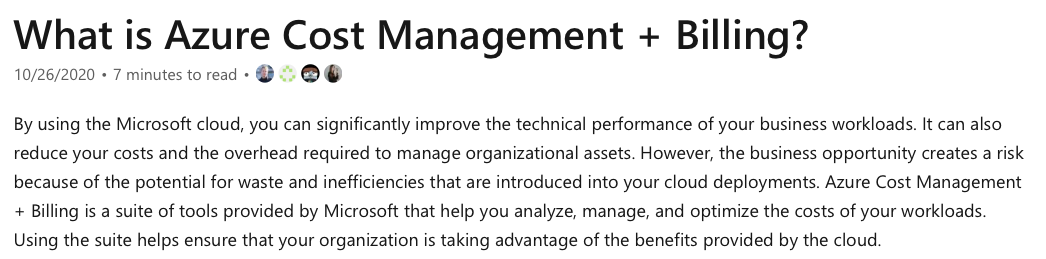 What is Azure Cost Management + Billing?
10/26/2020 • 7 minutes to read •
By using the Microsoft cloud, you can significantly improve the technical performance of your business workloads. It can also
reduce your costs and the overhead required to manage organizational assets. However, the business opportunity creates a risk
because of the potential for waste and inefficiencies that are introduced into your cloud deployments. Azure Cost Management
+ Billing is a suite of tools provided by Microsoft that help you analyze, manage, and optimize the costs of your workloads.
Using the suite helps ensure that your organization is taking advantage of the benefits provided by the cloud.